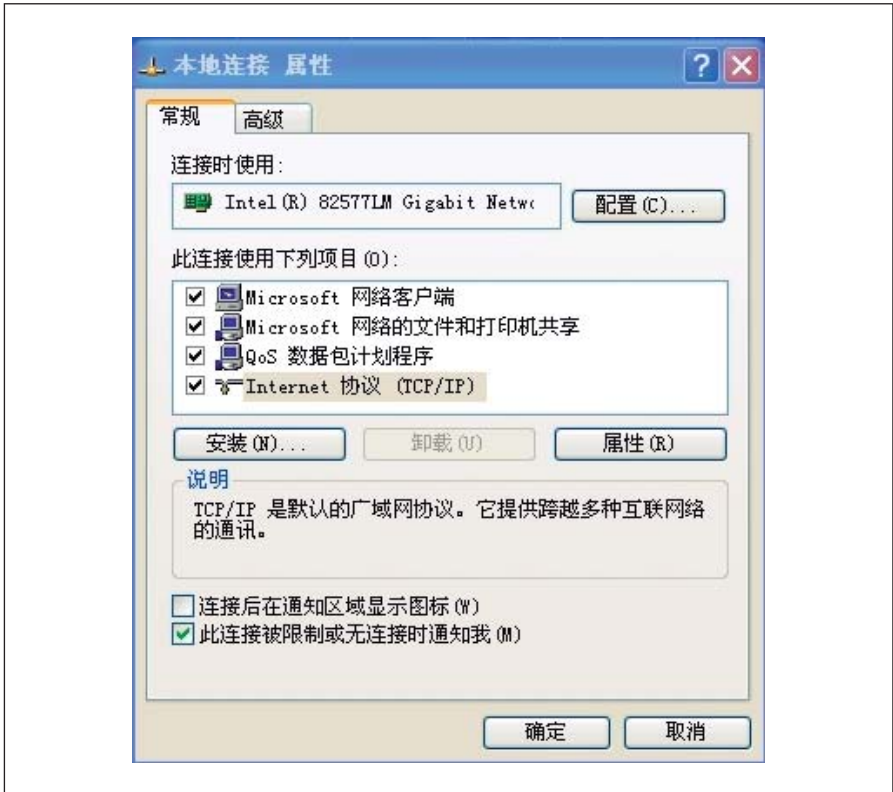 本地连接 属性
常规
高级
连接时使用:
Intel(R) 82577LM Gigabit Netwo
配置(C)...
此连接使用下列项目(O):
Microsoft 网络客户端
Microsoft 网络的文件和打印机共享
QoS 数据包计划程序
Internet 协议 (TCP/IP)
安装(N)...
卸载(U)
属性(R)
说明
TCP/IP 是默认的广域网协议。它提供跨越多种互联网络
的通讯。
连接后在通知区域显示图标(W)
此连接被限制或无连接时通知我(M)
确定
取消